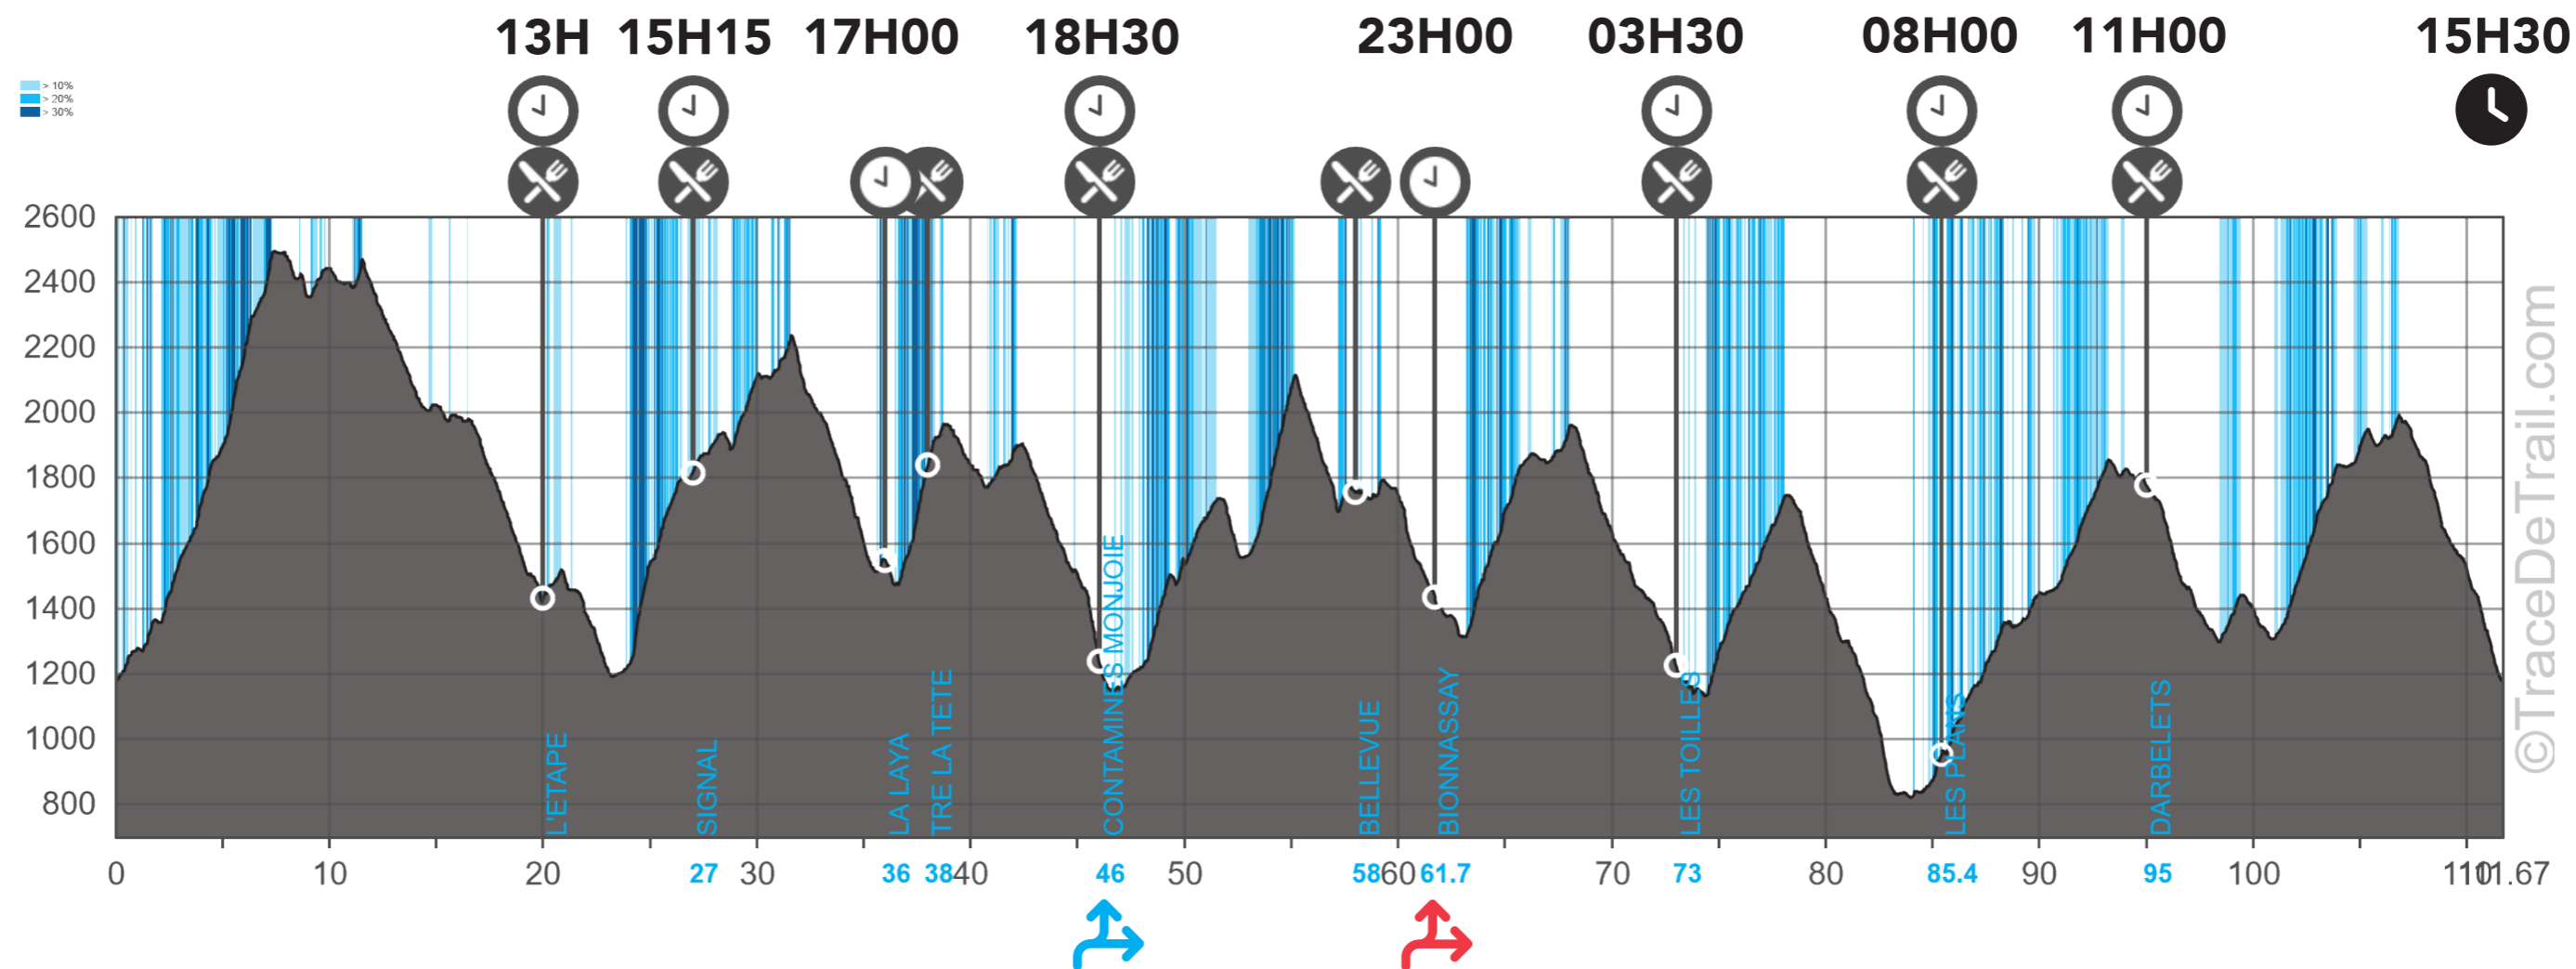 13H 15H15 17H00 18H30 23H00 03H30 08H00 11H00 15H30
> 10%
> 20%
> 30%
2600
2400
2200
2000
1800
1600
1400
1200
1000
800
L'ETAPE
SIGNAL
LA LAYA
TRE LA TETE
CONTAMINES MONJOIE
BELLEVUE
BIONNASSAY
LES TOILLES
LES PLANS
DARBELETS
0 10 20 27 30 36 38 40 46 50 58 60 61.7 70 73 80 85.4 90 95 100 110 111.67
©TraceDeTrail.com